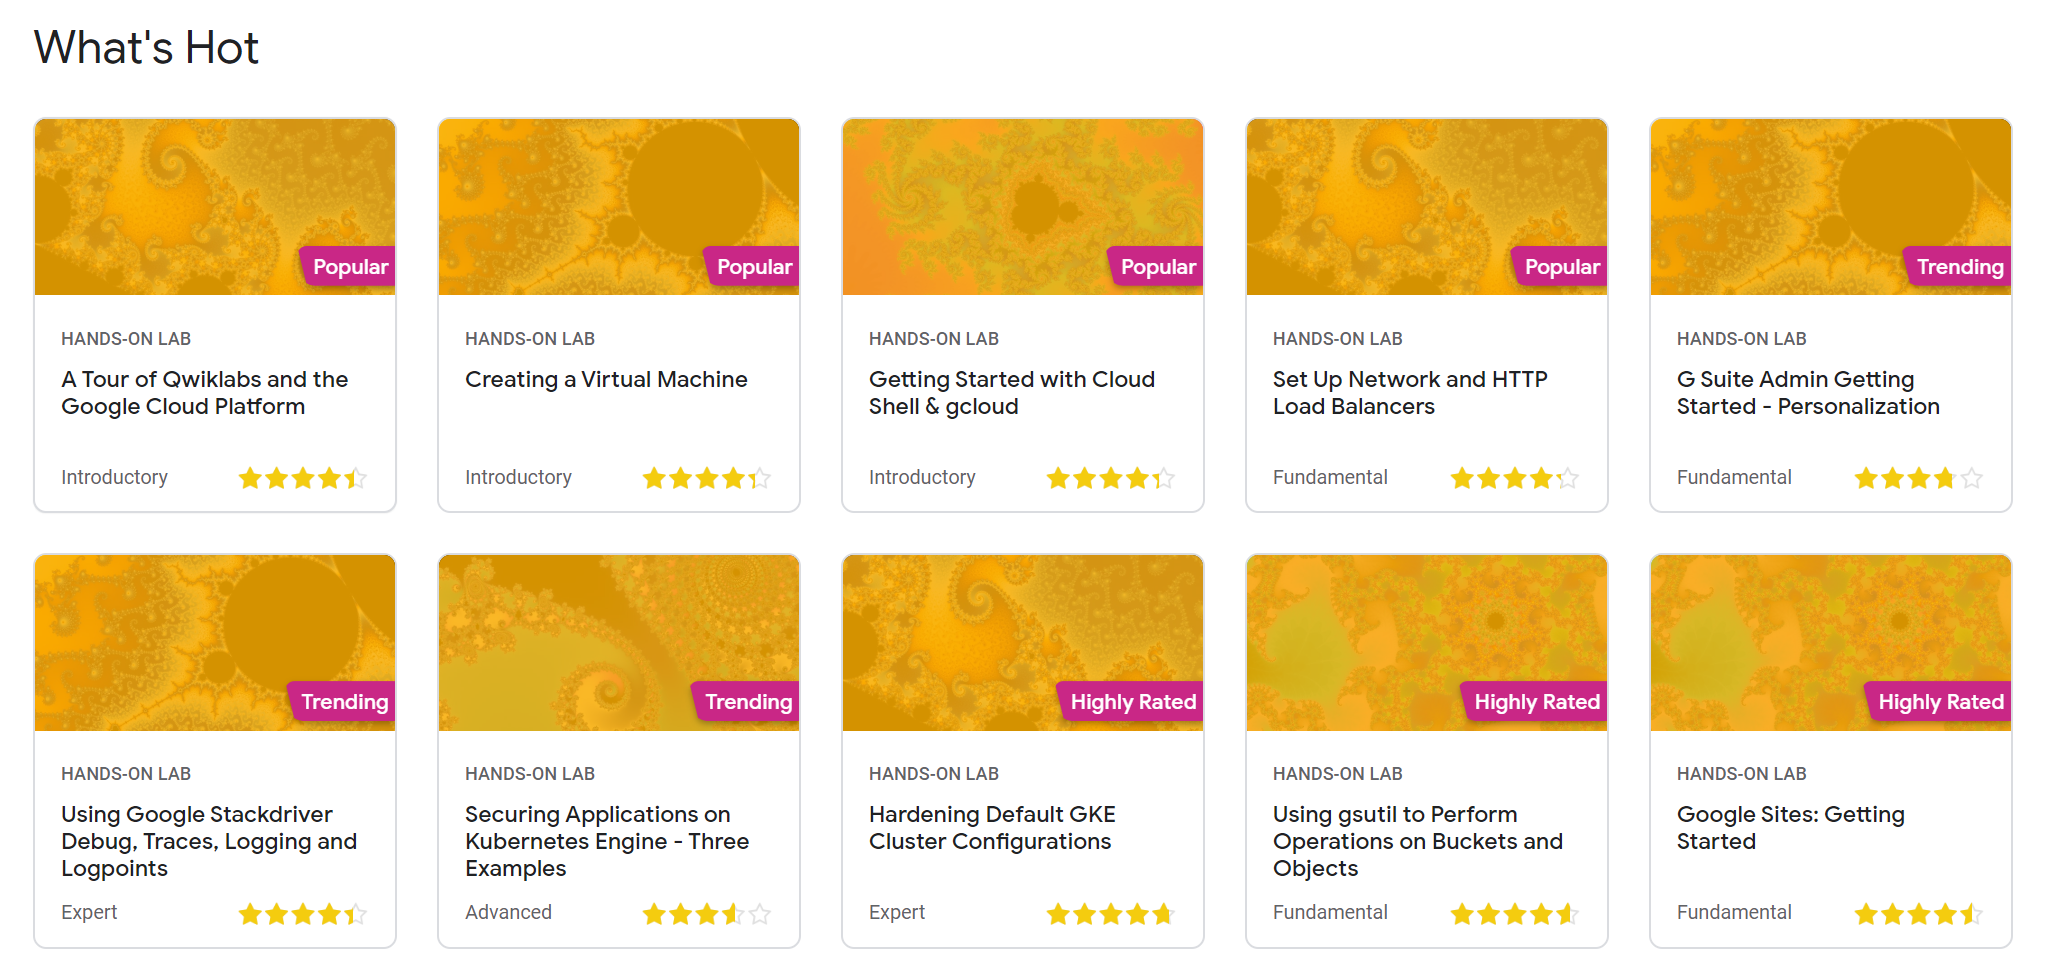 What's Hot
Popular
HANDS-ON LAB
A Tour of Qwiklabs and the
Google Cloud Platform
Introductory
Popular
HANDS-ON LAB
Creating a Virtual Machine
Introductory
Popular
HANDS-ON LAB
Getting Started with Cloud
Shell & gcloud
Introductory
Popular
HANDS-ON LAB
Set Up Network and HTTP
Load Balancers
Fundamental
Trending
HANDS-ON LAB
G Suite Admin Getting
Started - Personalization
Fundamental
Trending
HANDS-ON LAB
Using Google Stackdriver
Debug, Traces, Logging and
Logpoints
Expert
Trending
HANDS-ON LAB
Securing Applications on
Kubernetes Engine - Three
Examples
Advanced
Highly Rated
HANDS-ON LAB
Hardening Default GKE
Cluster Configurations
Expert
Highly Rated
HANDS-ON LAB
Using gsutil to Perform
Operations on Buckets and
Objects
Fundamental
Highly Rated
HANDS-ON LAB
Google Sites: Getting
Started
Fundamental